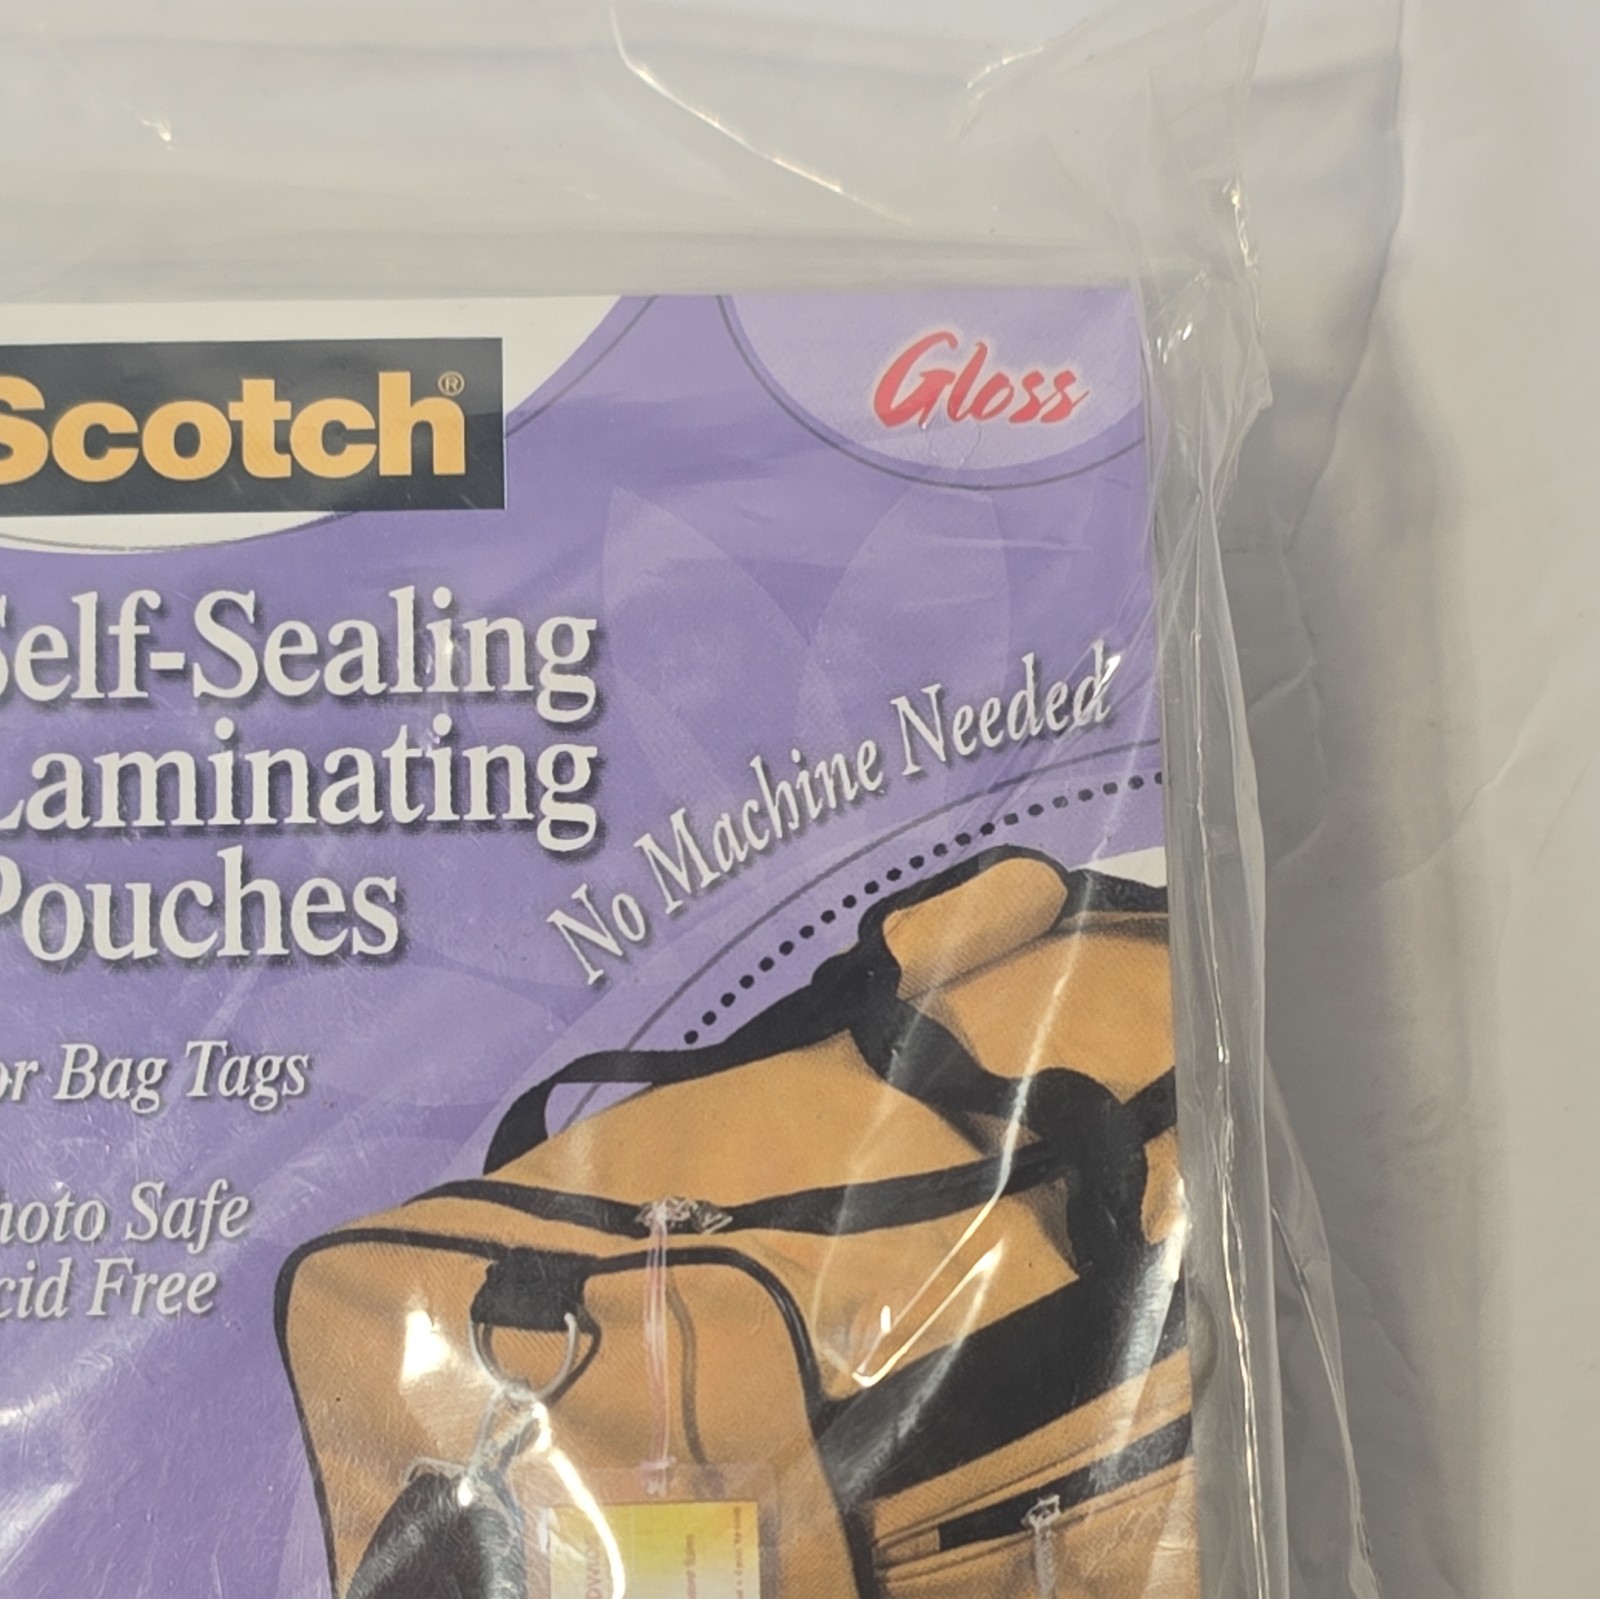 Scotch®
Gloss
Self-Sealing
Laminating
Pouches
No Machine Needed
or Bag Tags
hoto Safe
cid Free